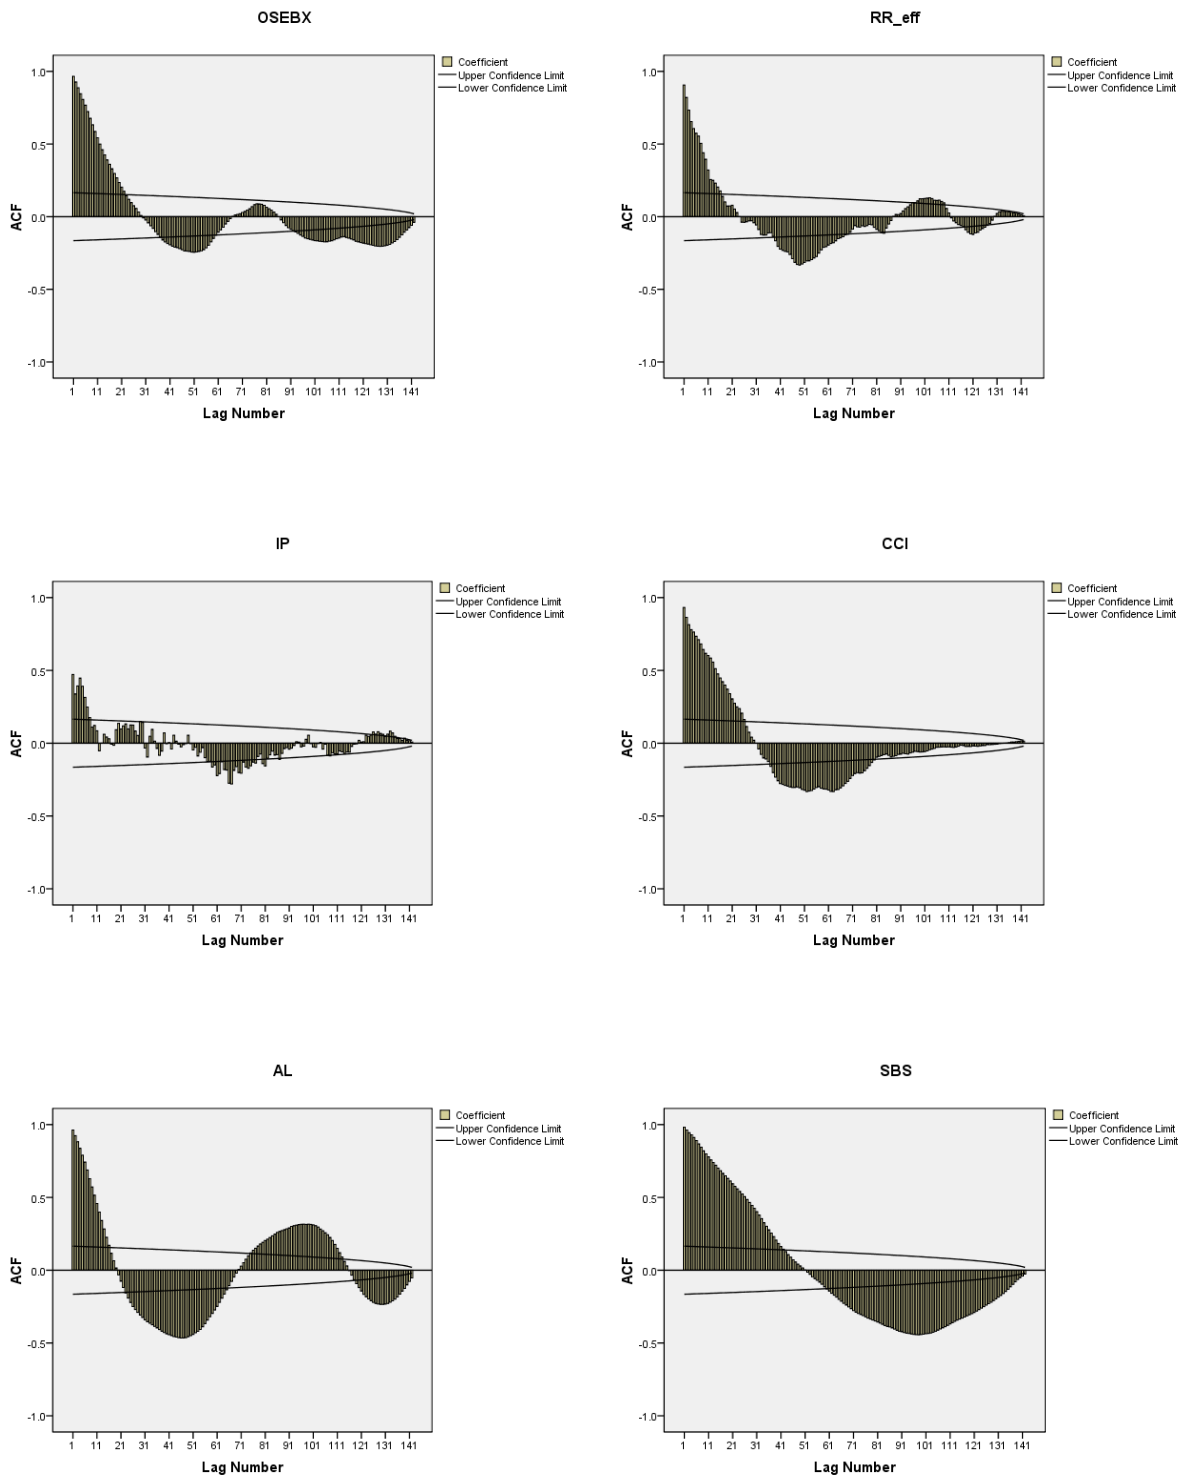 OSEBX
Coefficient
Upper Confidence Limit
Lower Confidence Limit
1.0
0.5
0.0
-0.5
-1.0
ACF
1 11 21 31 41 51 61 71 81 91 101 111 121 131 141
Lag Number
RR_eff
Coefficient
Upper Confidence Limit
Lower Confidence Limit
1.0
0.5
0.0
-0.5
-1.0
ACF
1 11 21 31 41 51 61 71 81 91 101 111 121 131 141
Lag Number
IP
Coefficient
Upper Confidence Limit
Lower Confidence Limit
1.0
0.5
0.0
-0.5
-1.0
ACF
1 11 21 31 41 51 61 71 81 91 101 111 121 131 141
Lag Number
CCI
Coefficient
Upper Confidence Limit
Lower Confidence Limit
1.0
0.5
0.0
-0.5
-1.0
ACF
1 11 21 31 41 51 61 71 81 91 101 111 121 131 141
Lag Number
AL
Coefficient
Upper Confidence Limit
Lower Confidence Limit
1.0
0.5
0.0
-0.5
-1.0
ACF
1 11 21 31 41 51 61 71 81 91 101 111 121 131 141
Lag Number
SBS
Coefficient
Upper Confidence Limit
Lower Confidence Limit
1.0
0.5
0.0
-0.5
-1.0
ACF
1 11 21 31 41 51 61 71 81 91 101 111 121 131 141
Lag Number